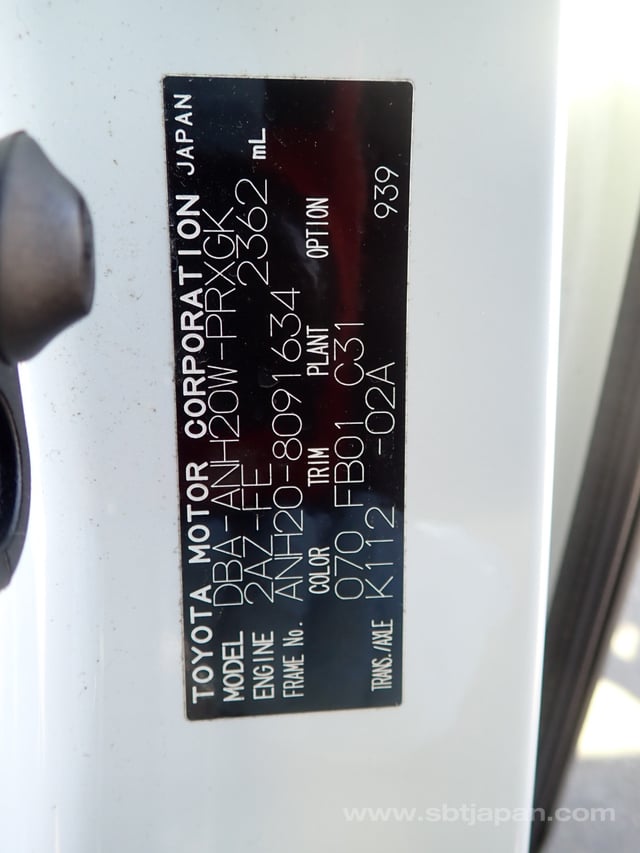 TOYOTA MOTOR CORPORATION JAPAN
MODEL DBA-ANH20W-PRXGK
ENGINE 2AZ-FE 2362 mL
FRAME No. ANH20-8091634
COLOR TRIM PLANT OPTION
070 FB01 C31
TRANS./AXLE K112 -02A 939
www.sbtjapan.com